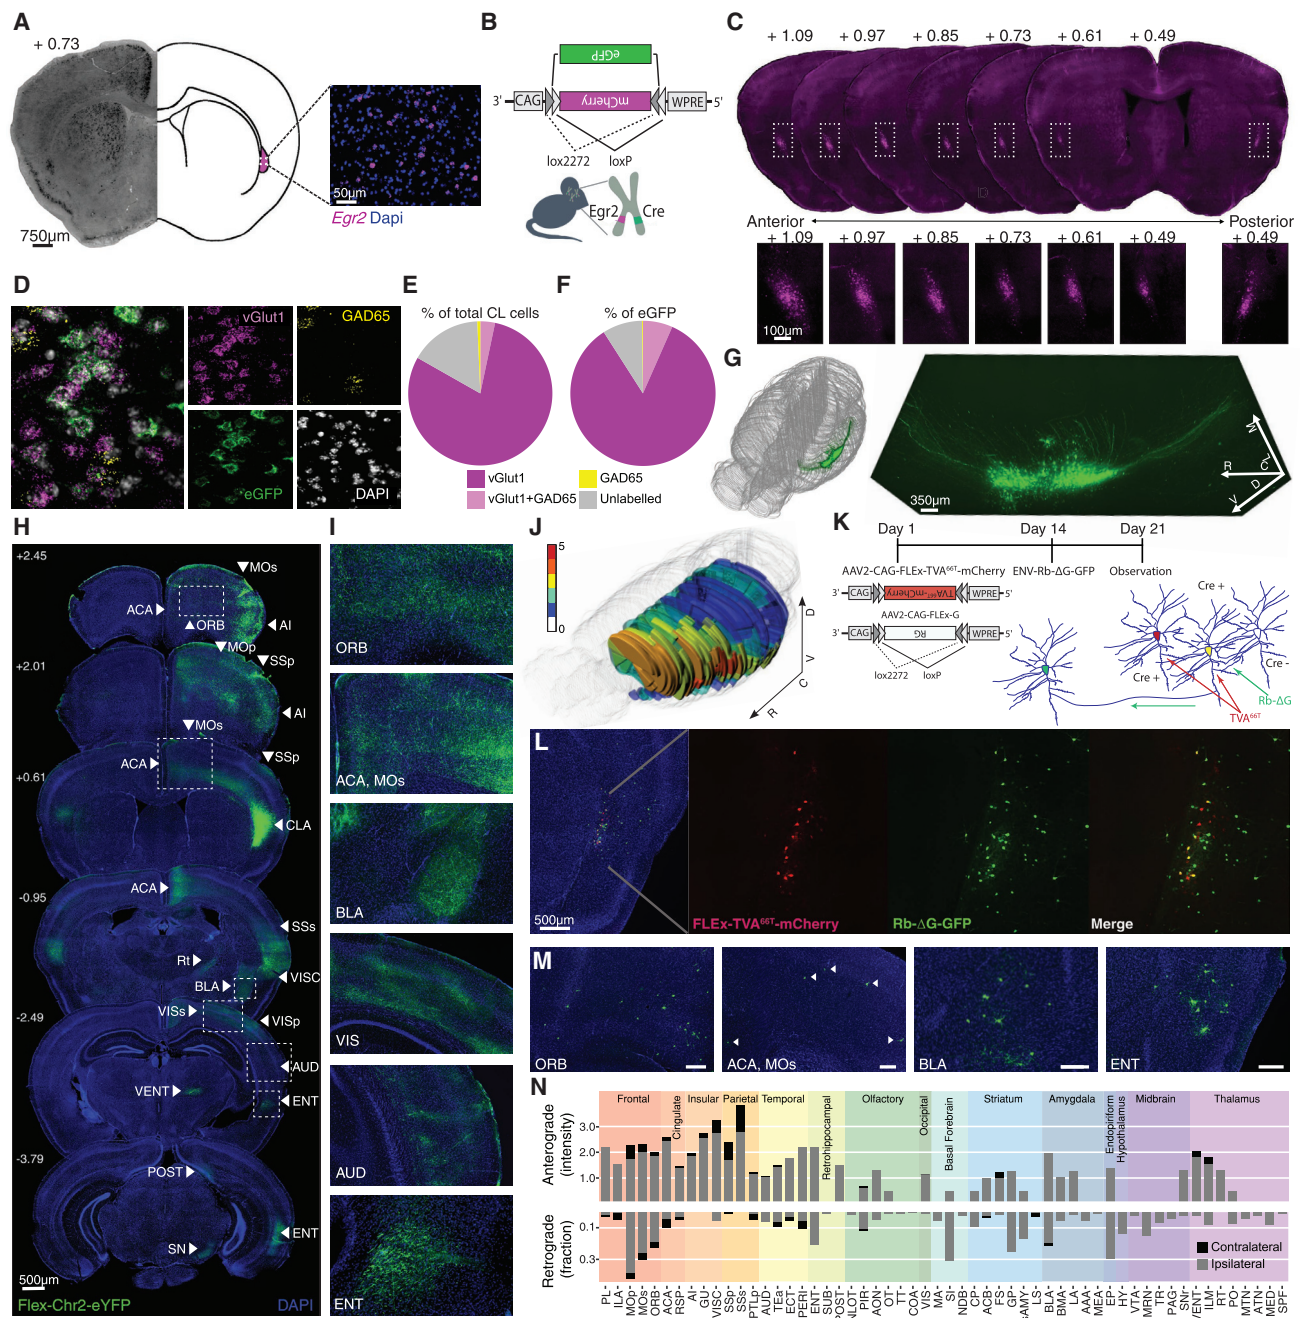 A
+ 0.73
750µm
50µm
Egr2 Dapi
B
eGFP
3'
CAG
mCherry
WPRE
5'
lox2272
loxP
Egr2
Cre
C
+ 1.09
+ 0.97
+ 0.85
+ 0.73
+ 0.61
+ 0.49
Anterior
Posterior
+ 1.09
+ 0.97
+ 0.85
+ 0.73
+ 0.61
+ 0.49
+ 0.49
100µm
D
vGlut1
GAD65
eGFP
DAPI
E
% of total CL cells
F
% of eGFP
vGlut1
GAD65
vGlut1+GAD65
Unlabelled
G
350µm
M
L
R
C
D
V
H
+2.45
MOs
ACA
ORB
AI
+2.01
MOp
SSp
AI
MOs
ACA
SSp
+0.61
CLA
-0.95
ACA
SSs
Rt
VISC
BLA
VISs
-2.49
VISp
AUD
VENT
ENT
-3.79
POST
ENT
SN
500µm
Flex-Chr2-eYFP
DAPI
I
ORB
ACA, MOs
BLA
VIS
AUD
ENT
J
5
0
D
V
C
R
K
Day 1
Day 14
Day 21
AAV2-CAG-FLEx-TVA66T-mCherry
ENV-Rb-ΔG-GFP
Observation
3'
CAG
TVA66T-mCherry
WPRE
5'
AAV2-CAG-FLEx-G
3'
CAG
RG
WPRE
5'
lox2272
loxP
Cre +
Cre +
Cre -
Rb-ΔG
TVA66T
L
500µm
FLEx-TVA66T-mCherry
Rb-ΔG-GFP
Merge
M
ORB
ACA, MOs
BLA
ENT
N
Frontal
Cingulate
Insular
Parietal
Temporal
Retrohippocampal
Olfactory
Occipital
Basal Forebrain
Striatum
Amygdala
Endopiriform
Hypothalamus
Midbrain
Thalamus
Anterograde
(intensity)
3.0
2.0
1.0
Retrograde
(fraction)
0.1
0.3
Contralateral
Ipsilateral
PL
ILA
MOp
MOs
ORB
ACA
RSP
AI
GU
VISC
SSp
SSs
PTLp
AUD
TEa
ECT
PERI
ENT
SUB
POST
NLOT
PIR
AON
OT
TT
COA
VIS
MA
SI
NDB
CP
ACB
FS
GP
sAMY
LS
BLA
BMA
LA
AAA
MEA
EP
HY
VTA
MRN
TR
PAG
SNr
VENT
ILM
RT
PO
MTN
ATN
MED
SPF